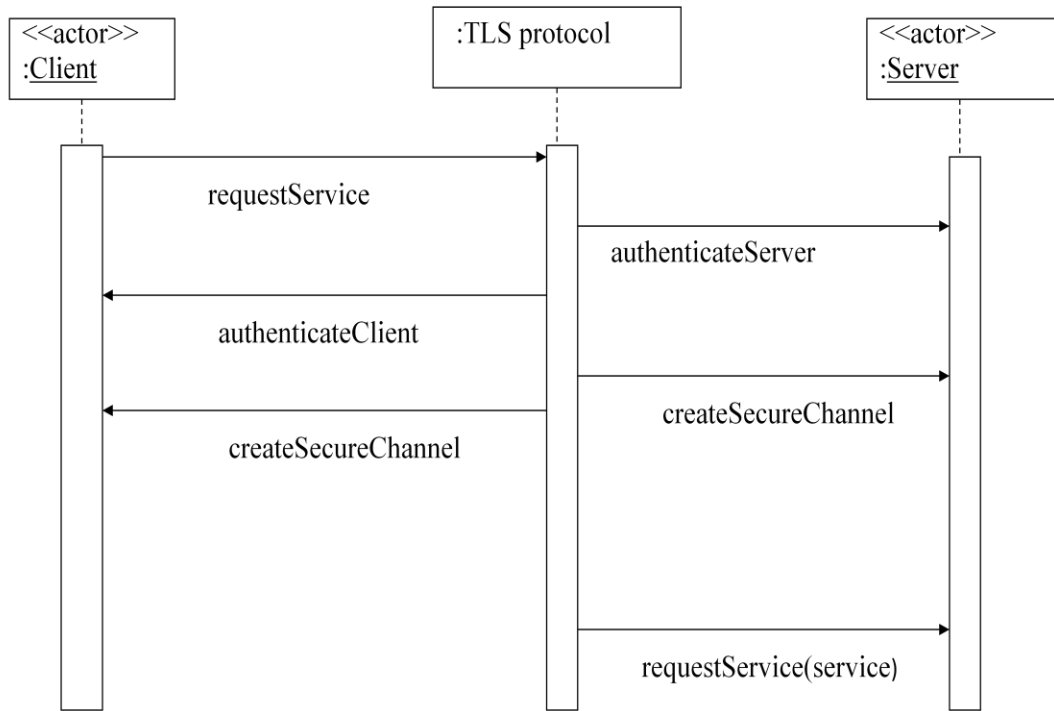 <<actor>>
:Client
:TLS protocol
<<actor>>
:Server
requestService
authenticateServer
authenticateClient
createSecureChannel
createSecureChannel
requestService(service)